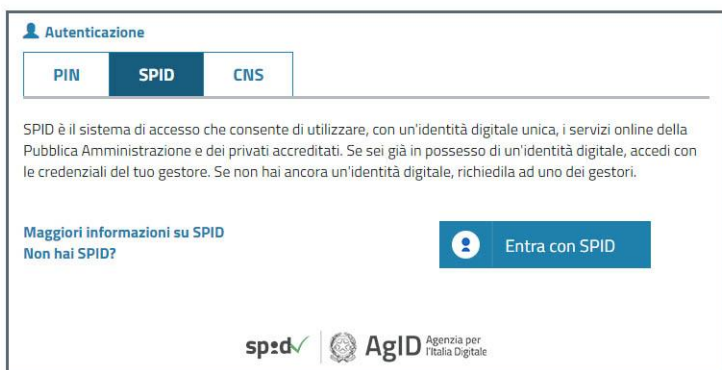 Autenticazione
PIN SPID CNS
SPID è il sistema di accesso che consente di utilizzare, con un'identità digitale unica, i servizi online della
Pubblica Amministrazione e dei privati accreditati. Se sei già in possesso di un'identità digitale, accedi con
le credenziali del tuo gestore. Se non hai ancora un'identità digitale, richiedila ad uno dei gestori.
Maggiori informazioni su SPID
Non hai SPID?
Entra con SPID
spid
AgID Agenzia per
l'Italia Digitale